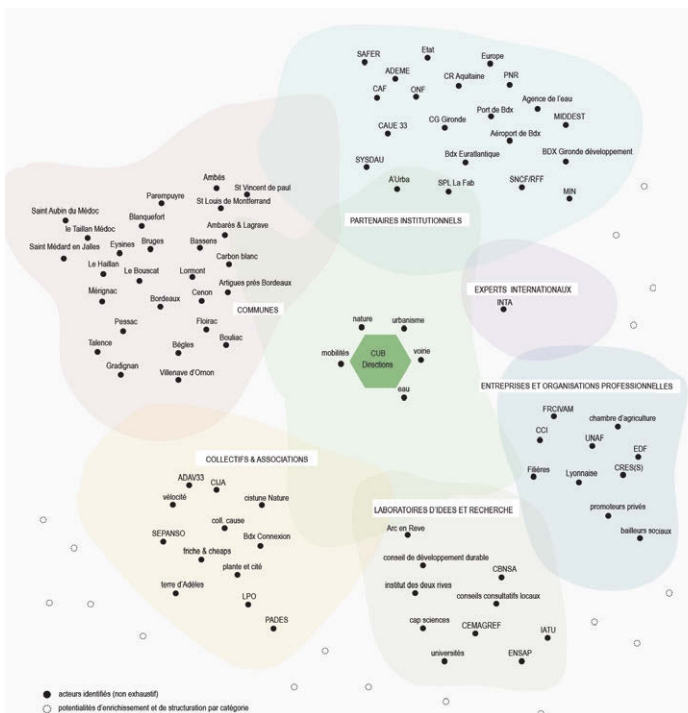 SAFER
Etat
Europe
ADEME
CR Aquitaine
PNR
CAF
ONF
Agence de l'eau
Port de Bdx
MIDDEST
CAUE 33
CG Gironde
Aéroport de Bdx
SYSDAU
Bdx Euratlantique
BDX Gironde développement
A'Urba
SPL La Fab
SNCF/RFF
MIN
PARTENAIRES INSTITUTIONNELS
Ambés
St Vincent de paul
Parempuyre
St Louis de Montferrand
Saint Aubin du Médoc
Blanquefort
le Taillan Médoc
Ambarès & Lagrave
Saint Médard en Jalles
Eysines
Bruges
Bassens
Carbon blanc
Le Haillan
Le Bouscat
Lormont
Artigues près Bordeaux
Mérignac
Bordeaux
Cenon
COMMUNES
Pessac
Floirac
Talence
Bègles
Bouliac
Gradignan
Villenave d'Ornon
EXPERTS INTERNATIONAUX
INTA
nature
urbanisme
mobilités
CUB
Directions
voirie
eau
ENTREPRISES ET ORGANISATIONS PROFESSIONNELLES
FRCIVAM
chambre d'agriculture
CCI
UNAF
EDF
Filières
Lyonnaise
CRES(S)
promoteurs privés
bailleurs sociaux
COLLECTIFS & ASSOCIATIONS
ADAV33
CIJA
vélocité
cistune Nature
coll. cause
SEPANSO
Bdx Connexion
friche & cheaps
plante et cité
terre d'Adèles
LPO
PADES
LABORATOIRES D'IDEES ET RECHERCHE
Arc en Reve
conseil de développement durable
CBNSA
institut des deux rives
conseils consultatifs locaux
cap sciences
CEMAGREF
IATU
universités
ENSAP
acteurs identifiés (non exhaustif)
potentialités d'enrichissement et de structuration par catégorie